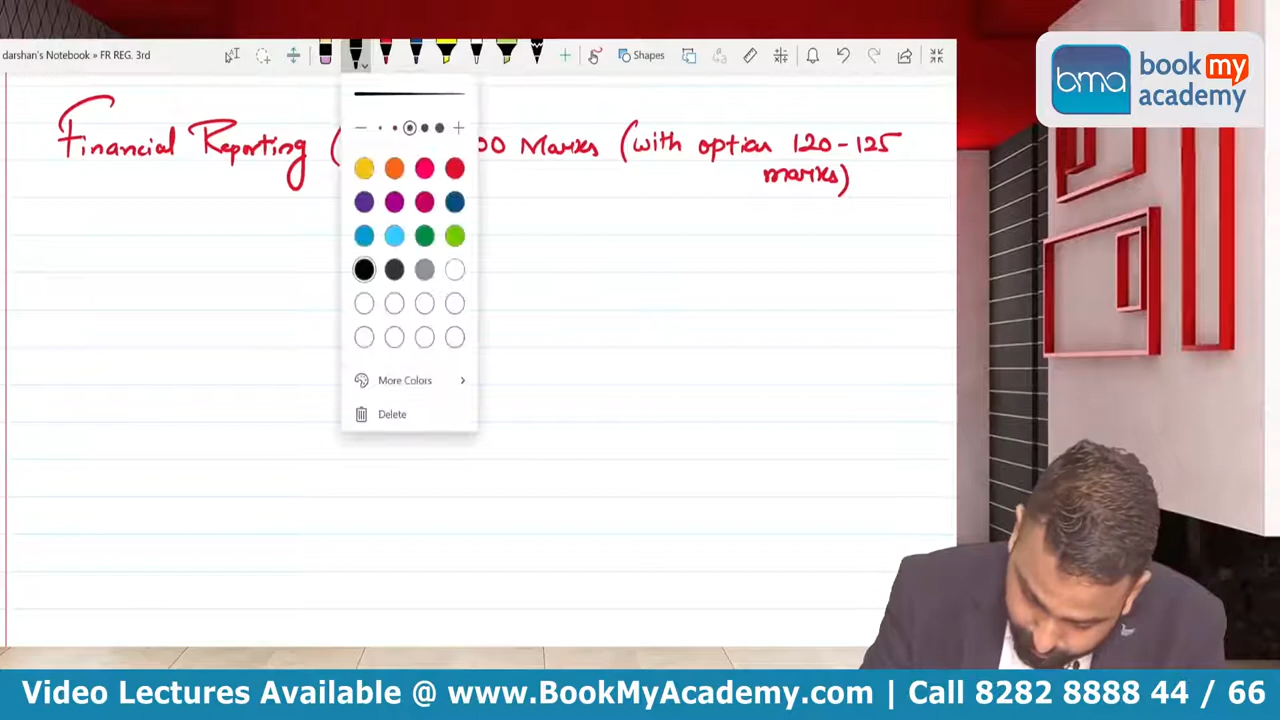 darshan's Notebook » FR REG. 3rd
Shapes
bma
book my
academy
Financial Reporting ( 00 Marks (with option 120-125
marks)
More Colors
Delete
Video Lectures Available @ www.BookMyAcademy.com | Call 8282 8888 44 / 66